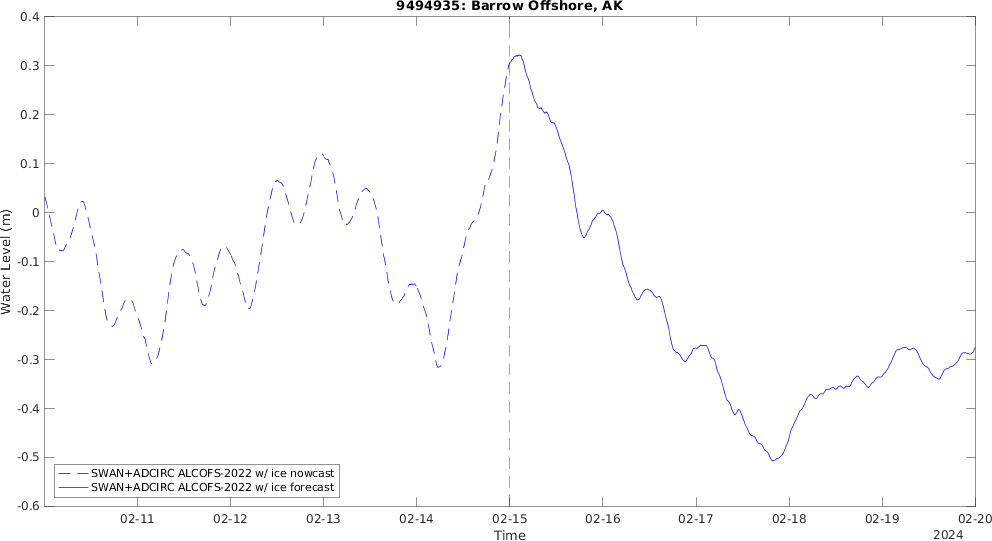 9494935: Barrow Offshore, AK
0.4
0.3
0.2
0.1
0
-0.1
-0.2
-0.3
-0.4
-0.5
-0.6
Water Level (m)
SWAN+ADCIRC ALCOFS-2022 w/ ice nowcast
SWAN+ADCIRC ALCOFS-2022 w/ ice forecast
02-11 02-12 02-13 02-14 02-15 02-16 02-17 02-18 02-19 02-20
Time
2024